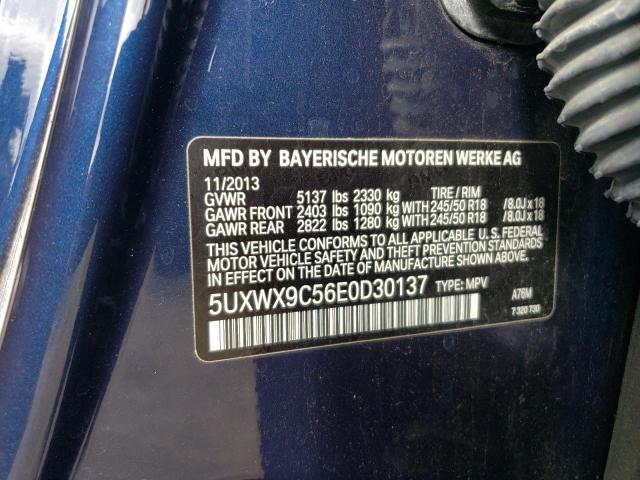 MFD BY BAYERISCHE MOTOREN WERKE AG
11/2013
GVWR 5137 lbs 2330 kg TIRE / RIM
GAWR FRONT 2403 lbs 1090 kg WITH 245/50 R18 /8.0J x 18
GAWR REAR 2822 lbs 1280 kg WITH 245/50 R18 /8.0J x 18
THIS VEHICLE CONFORMS TO ALL APPLICABLE U.S. FEDERAL
MOTOR VEHICLE SAFETY AND THEFT PREVENTION STANDARDS
IN EFFECT ON THE DATE OF MANUFACTURE SHOWN ABOVE.
5UXWX9C56E0D30137 TYPE: MPV
A76M
7 320 730